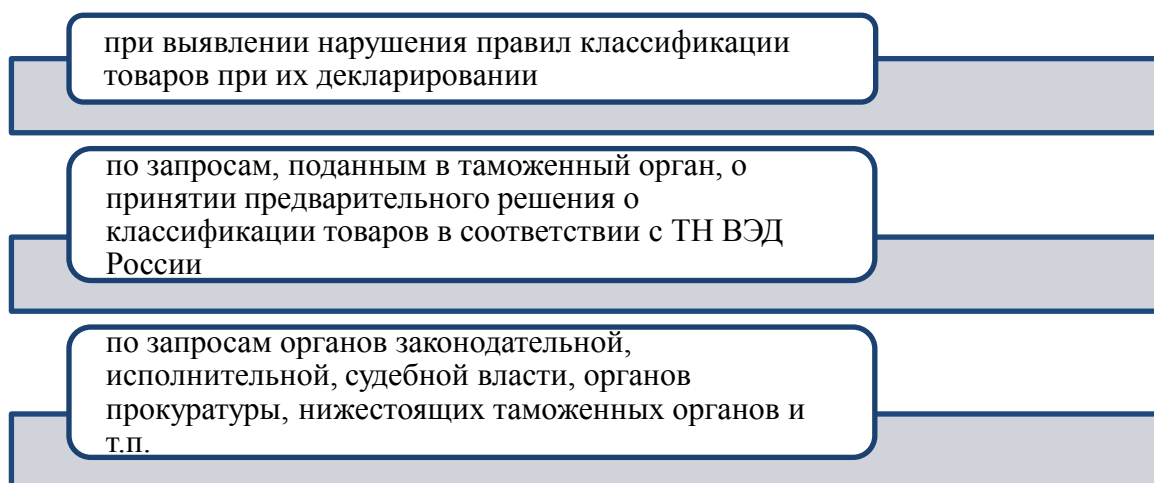 при выявлении нарушения правил классификации
товаров при их декларировании
по запросам, поданным в таможенный орган, о
принятии предварительного решения о
классификации товаров в соответствии с ТН ВЭД
России
по запросам органов законодательной,
исполнительной, судебной власти, органов
прокуратуры, нижестоящих таможенных органов и
т.п.